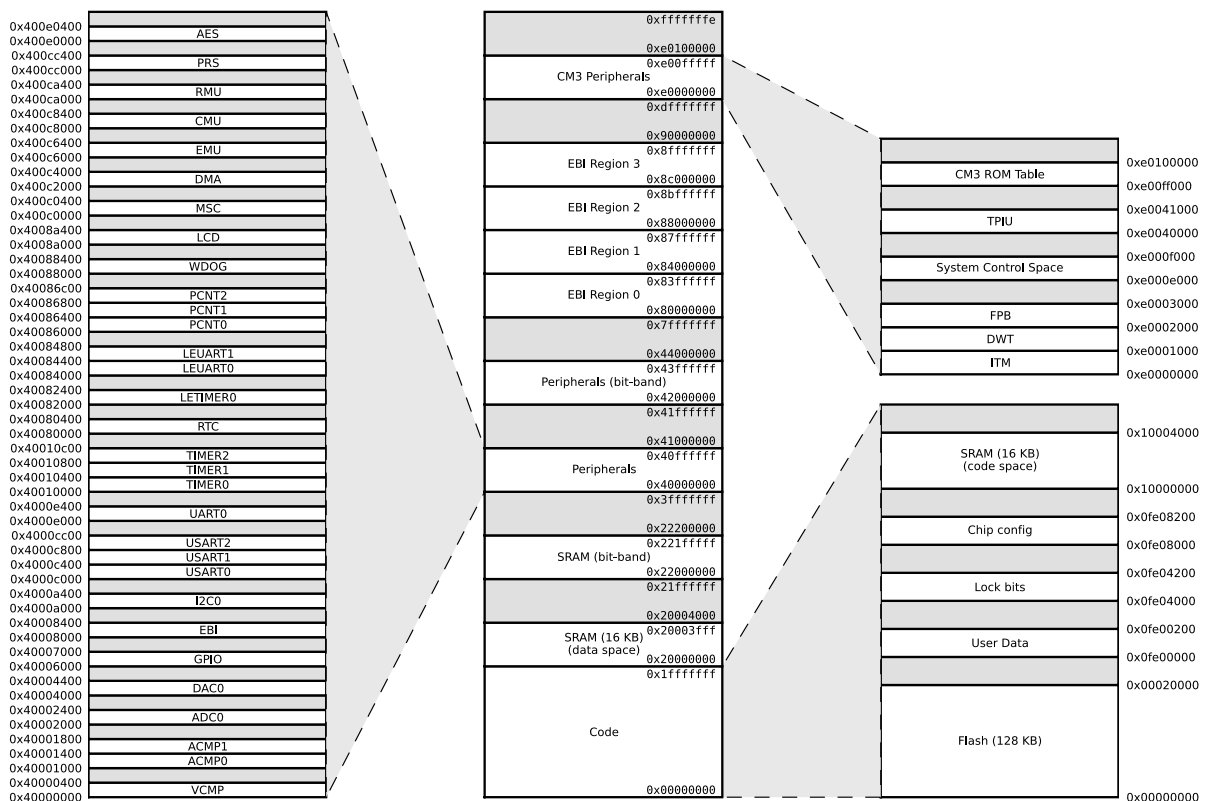 0x400e0400
AES
0x400e0000
0x400cc400
PRS
0x400cc000
0x400ca400
RMU
0x400ca000
0x400c8400
CMU
0x400c8000
0x400c6400
EMU
0x400c6000
0x400c4000
DMA
0x400c2000
0x400c0400
MSC
0x400c0000
0x4008a400
LCD
0x4008a000
0x40088400
WDOG
0x40088000
0x40086c00
PCNT2
0x40086800
PCNT1
0x40086400
PCNT0
0x40086000
0x40084800
LEUART1
0x40084400
LEUART0
0x40084000
0x40082400
LETIMER0
0x40082000
0x40080400
RTC
0x40080000
0x40010c00
TIMER2
0x40010800
TIMER1
0x40010400
TIMER0
0x40010000
0x4000e400
UART0
0x4000e000
0x4000cc00
USART2
0x4000c800
USART1
0x4000c400
USART0
0x4000c000
0x4000a400
I2C0
0x4000a000
0x40008400
EBI
0x40008000
0x40007000
GPIO
0x40006000
0x40004400
DAC0
0x40004000
0x40002400
ADC0
0x40002000
0x40001800
ACMP1
0x40001400
ACMP0
0x40001000
0x40000400
VCMP
0x40000000
0xfffffffe
0xe0100000
0xe00fffff
CM3 Peripherals
0xe0000000
0xdfffffff
0x90000000
0x8fffffff
EBI Region 3
0x8c000000
0x8bffffff
EBI Region 2
0x88000000
0x87ffffff
EBI Region 1
0x84000000
0x83ffffff
EBI Region 0
0x80000000
0x7fffffff
0x44000000
0x43ffffff
Peripherals (bit-band)
0x42000000
0x41ffffff
0x41000000
0x40ffffff
Peripherals
0x40000000
0x3fffffff
0x22200000
0x221fffff
SRAM (bit-band)
0x22000000
0x21ffffff
0x20004000
0x20003fff
SRAM (16 KB)
(data space)
0x20000000
0x1fffffff
Code
0x00000000
0xe0100000
CM3 ROM Table
0xe00ff000
0xe0041000
TPIU
0xe0040000
0xe000f000
System Control Space
0xe000e000
0xe0003000
FPB
0xe0002000
DWT
0xe0001000
ITM
0xe0000000
0x10004000
SRAM (16 KB)
(code space)
0x10000000
0x0fe08200
Chip config
0x0fe08000
0x0fe04200
Lock bits
0x0fe04000
0x0fe00200
User Data
0x0fe00000
0x00020000
Flash (128 KB)
0x00000000